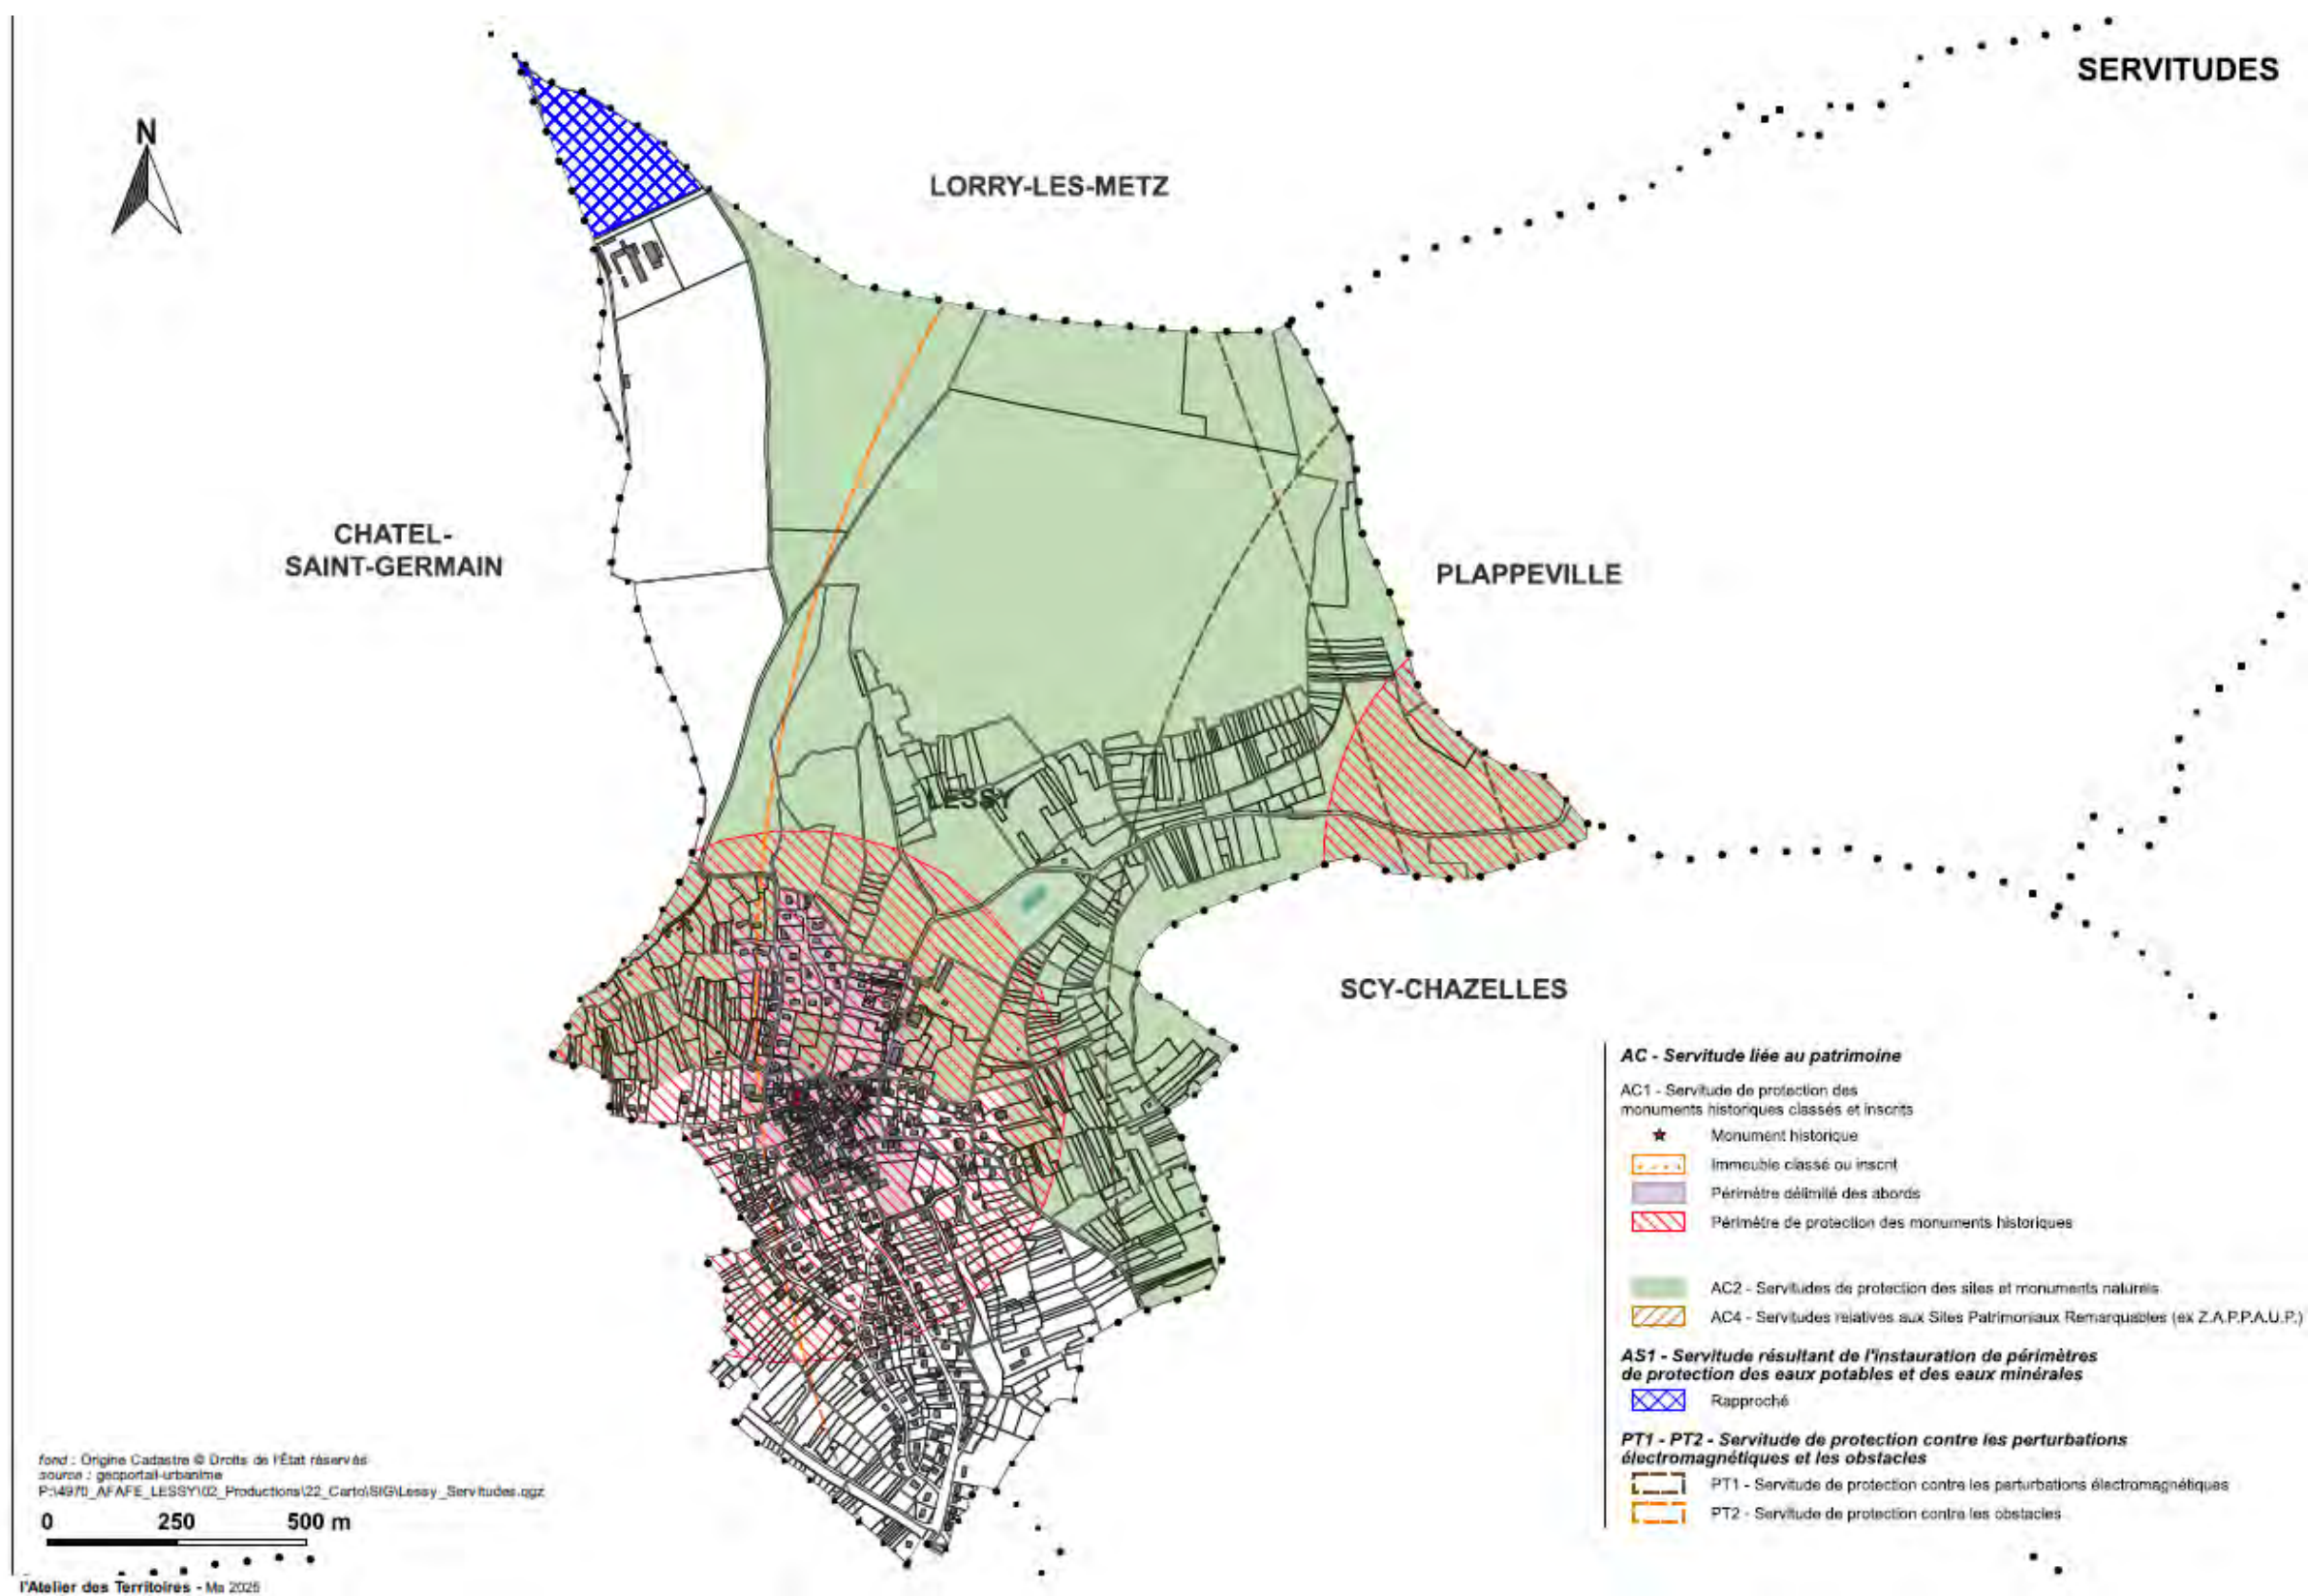 SERVITUDES
N
LORRY-LES-METZ
CHATEL-
SAINT-GERMAIN
PLAPPEVILLE
LESSY
SCY-CHAZELLES
AC - Servitude liée au patrimoine
AC1 - Servitude de protection des
monuments historiques classés et inscrits
Monument historique
Immeuble classé ou inscrit
Périmètre délimité des abords
Périmètre de protection des monuments historiques
AC2 - Servitudes de protection des sites et monuments naturels
AC4 - Servitudes relatives aux Sites Patrimoniaux Remarquables (ex Z.A.P.P.A.U.P.)
AS1 - Servitude résultant de l'instauration de périmètres
de protection des eaux potables et des eaux minérales
Rapproché
PT1 - PT2 - Servitude de protection contre les perturbations
électromagnétiques et les obstacles
PT1 - Servitude de protection contre les perturbations électromagnétiques
PT2 - Servitude de protection contre les obstacles
fond : Origine Cadastre © Droits de l'État réservés
source : geoportail-urbanime
P:\4970_AFAFE_LESSY\02_Productions\22_Carto\SIG\Lessy_Servitudes.qgz
0 250 500 m
l'Atelier des Territoires - Ma 2025